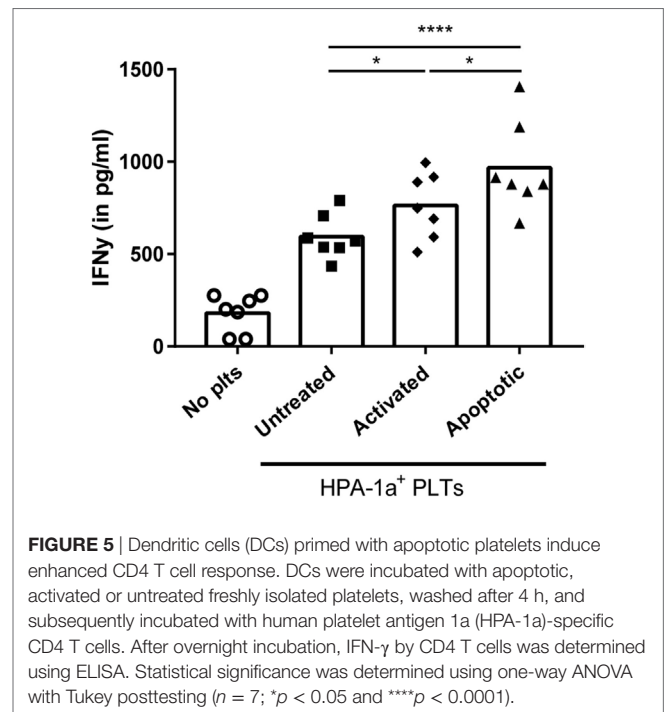 ****
* *
1500
1000
500
0
IFNy (in pg/ml)
No plts Untreated Activated Apoptotic
HPA-1a+ PLTs
FIGURE 5 | Dendritic cells (DCs) primed with apoptotic platelets induce
enhanced CD4 T cell response. DCs were incubated with apoptotic,
activated or untreated freshly isolated platelets, washed after 4 h, and
subsequently incubated with human platelet antigen 1a (HPA-1a)-specific
CD4 T cells. After overnight incubation, IFN-γ by CD4 T cells was determined
using ELISA. Statistical significance was determined using one-way ANOVA
with Tukey posttesting (n = 7; *p < 0.05 and ****p < 0.0001).